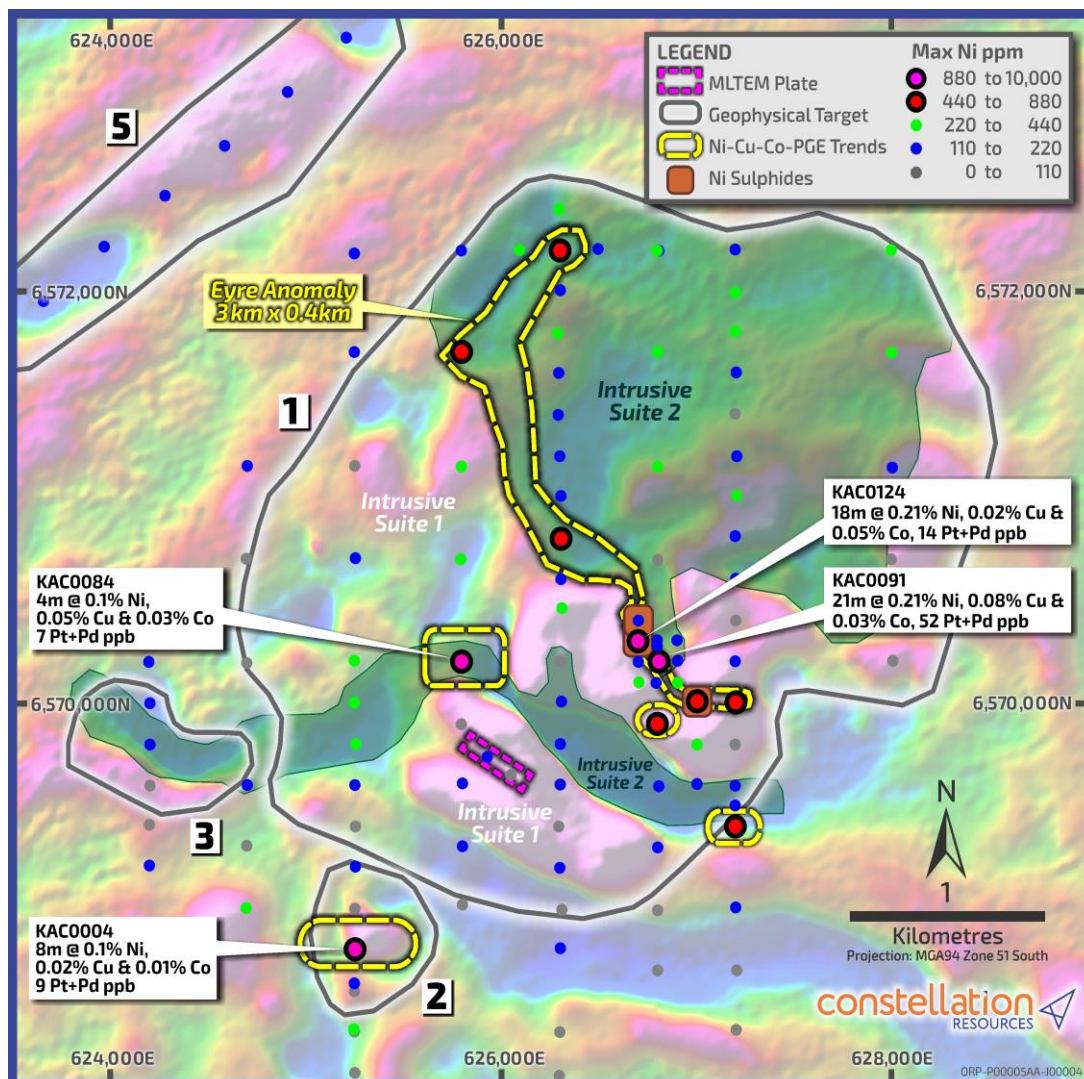 624,000E
626,000E
LEGEND
MLTEM Plate
Geophysical Target
Ni-Cu-Co-PGE Trends
Ni Sulphides
Max Ni ppm
880 to 10,000
440 to 880
220 to 440
110 to 220
0 to 110
5
6,572,000N
6,572,000N
Eyre Anomaly
3km x 0.4km
1
Intrusive
Suite 2
Intrusive
Suite 1
KAC0124
18m @ 0.21% Ni, 0.02% Cu &
0.05% Co, 14 Pt+Pd ppb
KAC0084
4m @ 0.1% Ni,
0.05% Cu & 0.03% Co
7 Pt+Pd ppb
KAC0091
21m @ 0.21% Ni, 0.08% Cu &
0.03% Co, 52 Pt+Pd ppb
6,570,000N
6,570,000N
Intrusive
Suite 2
Intrusive
Suite 1
3
N
1
Kilometres
Projection: MGA94 Zone 51 South
KAC0004
8m @ 0.1% Ni,
0.02% Cu & 0.01% Co
9 Pt+Pd ppb
2
constellation
RESOURCES
624,000E
626,000E
628,000E
ORP-P00005AA-J00004